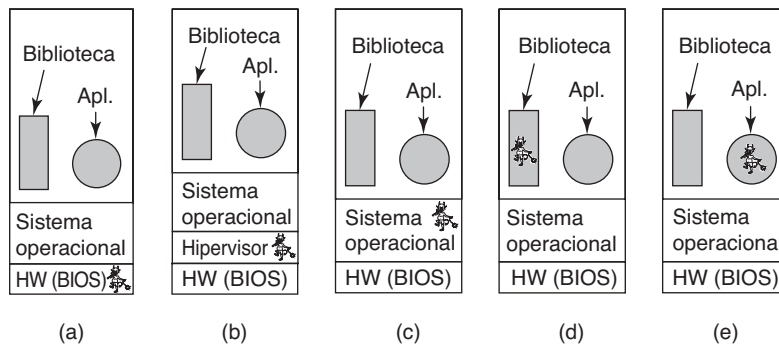 Biblioteca
Apl.
Sistema
operacional
HW (BIOS)
(a)
Biblioteca
Apl.
Sistema
operacional
Hipervisor
HW (BIOS)
(b)
Biblioteca
Apl.
Sistema
operacional
HW (BIOS)
(c)
Biblioteca
Apl.
Sistema
operacional
HW (BIOS)
(d)
Biblioteca
Apl.
Sistema
operacional
HW (BIOS)
(e)